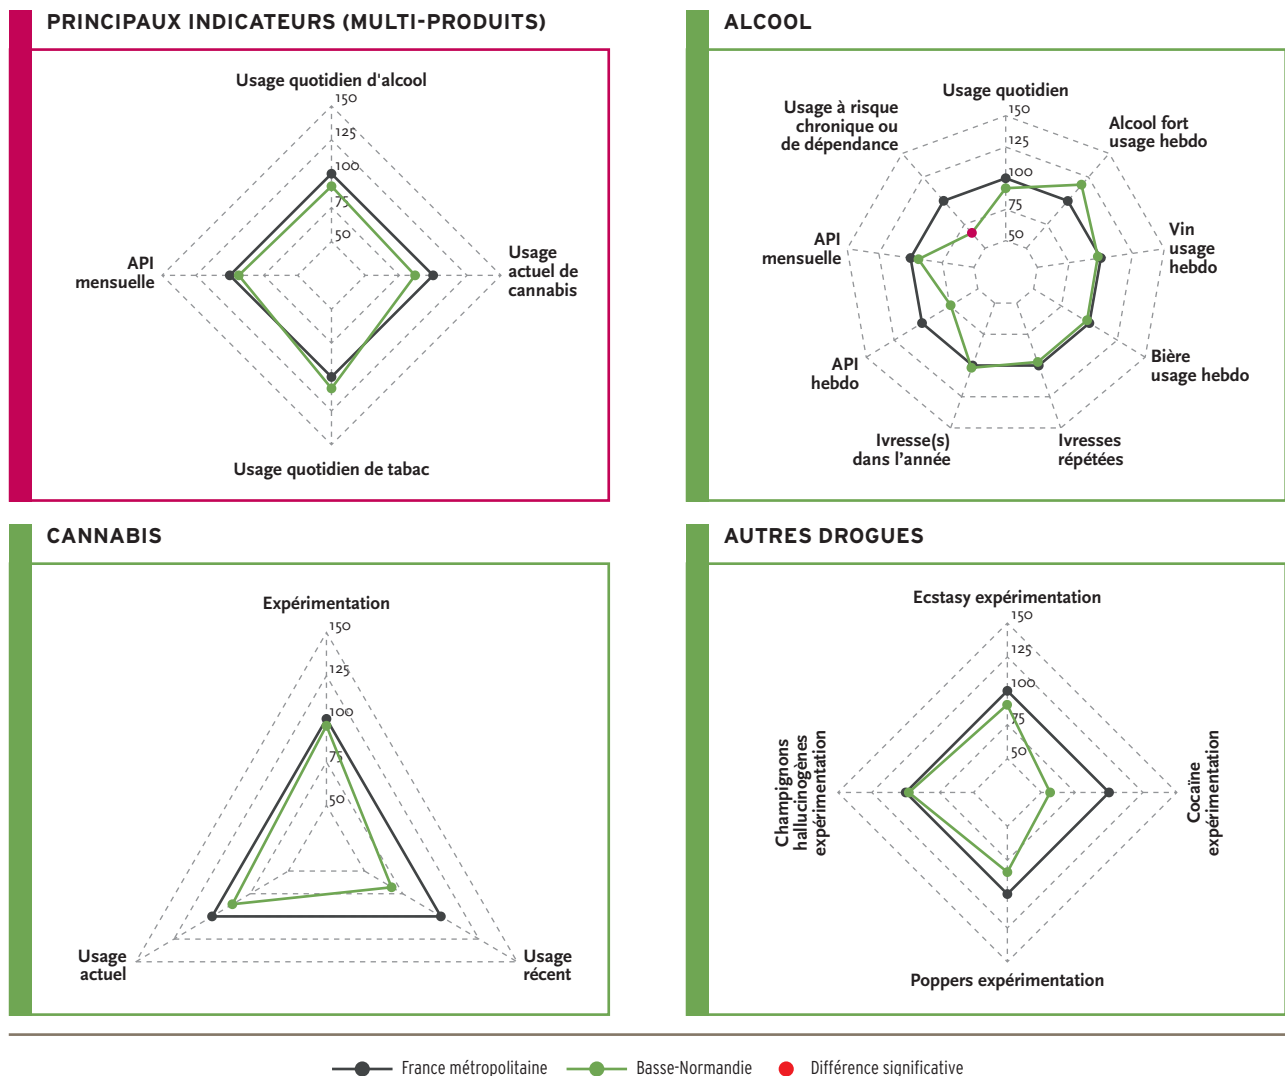 PRINCIPAUX INDICATEURS (MULTI-PRODUITS)
Usage quotidien d'alcool
150
125
100
75
50
API
mensuelle
Usage
actuel de
cannabis
Usage quotidien de tabac
ALCOOL
Usage quotidien
150
125
100
75
50
Usage à risque
chronique ou
de dépendance
Alcool fort
usage hebdo
API
mensuelle
Vin
usage
hebdo
API
hebdo
Bière
usage hebdo
Ivresse(s)
dans l'année
Ivresses
répétées
CANNABIS
Expérimentation
150
125
100
75
50
Usage
actuel
Usage
récent
AUTRES DROGUES
Ecstasy expérimentation
150
125
100
75
50
Champignons
hallucinogènes
expérimentation
Cocaïne
expérimentation
Poppers expérimentation
France métropolitaine
Basse-Normandie
Différence significative